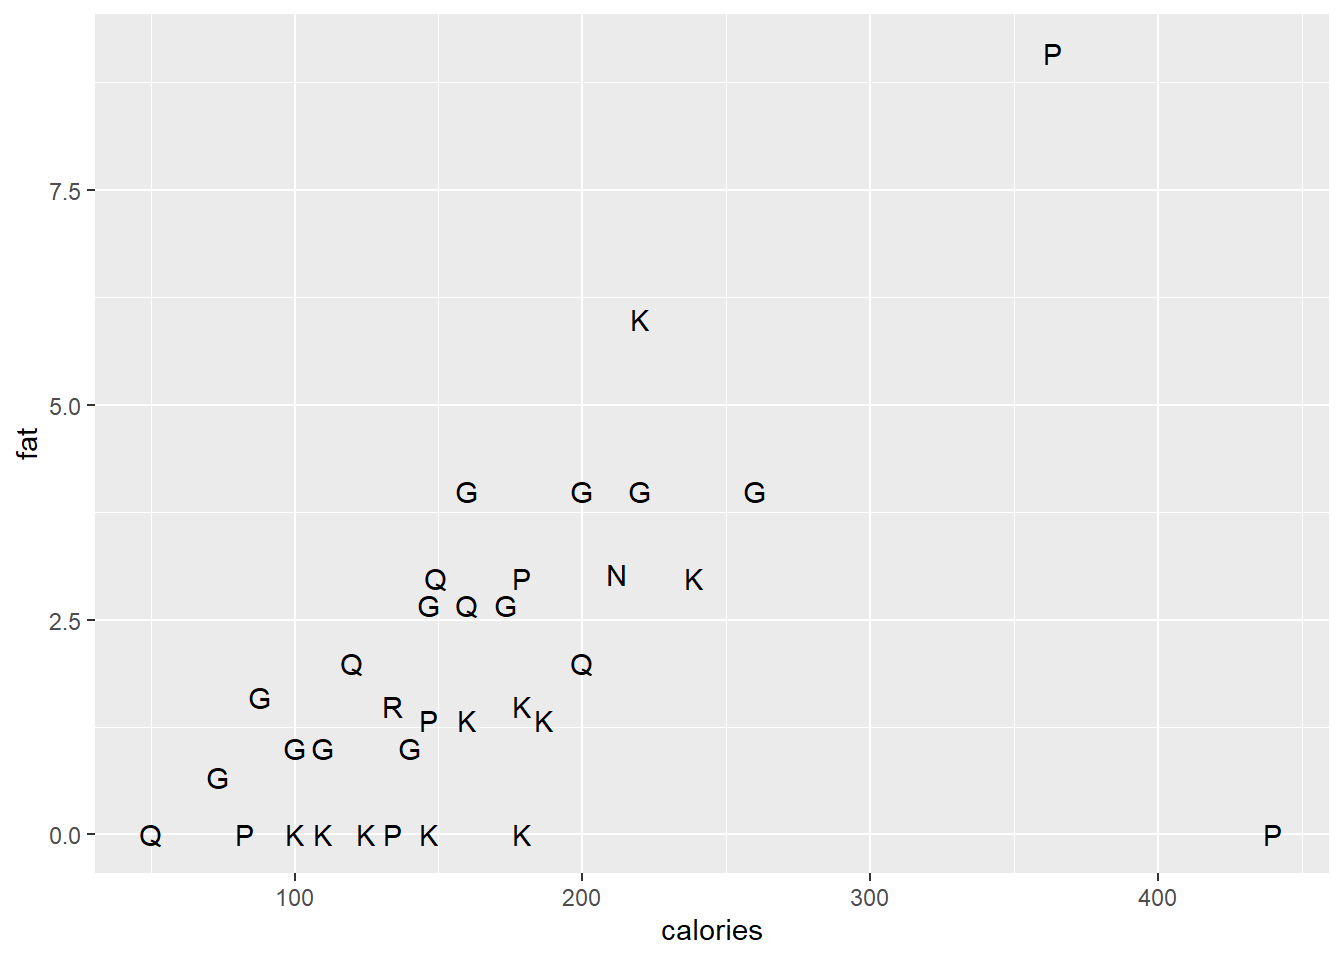 P
7.5
K
5.0
G G G G
N
Q P K
G Q G
2.5
Q Q
G
R K
P K K
G G G
G
0.0
Q P K K K P K K P
100 200 300 400
calories
fat